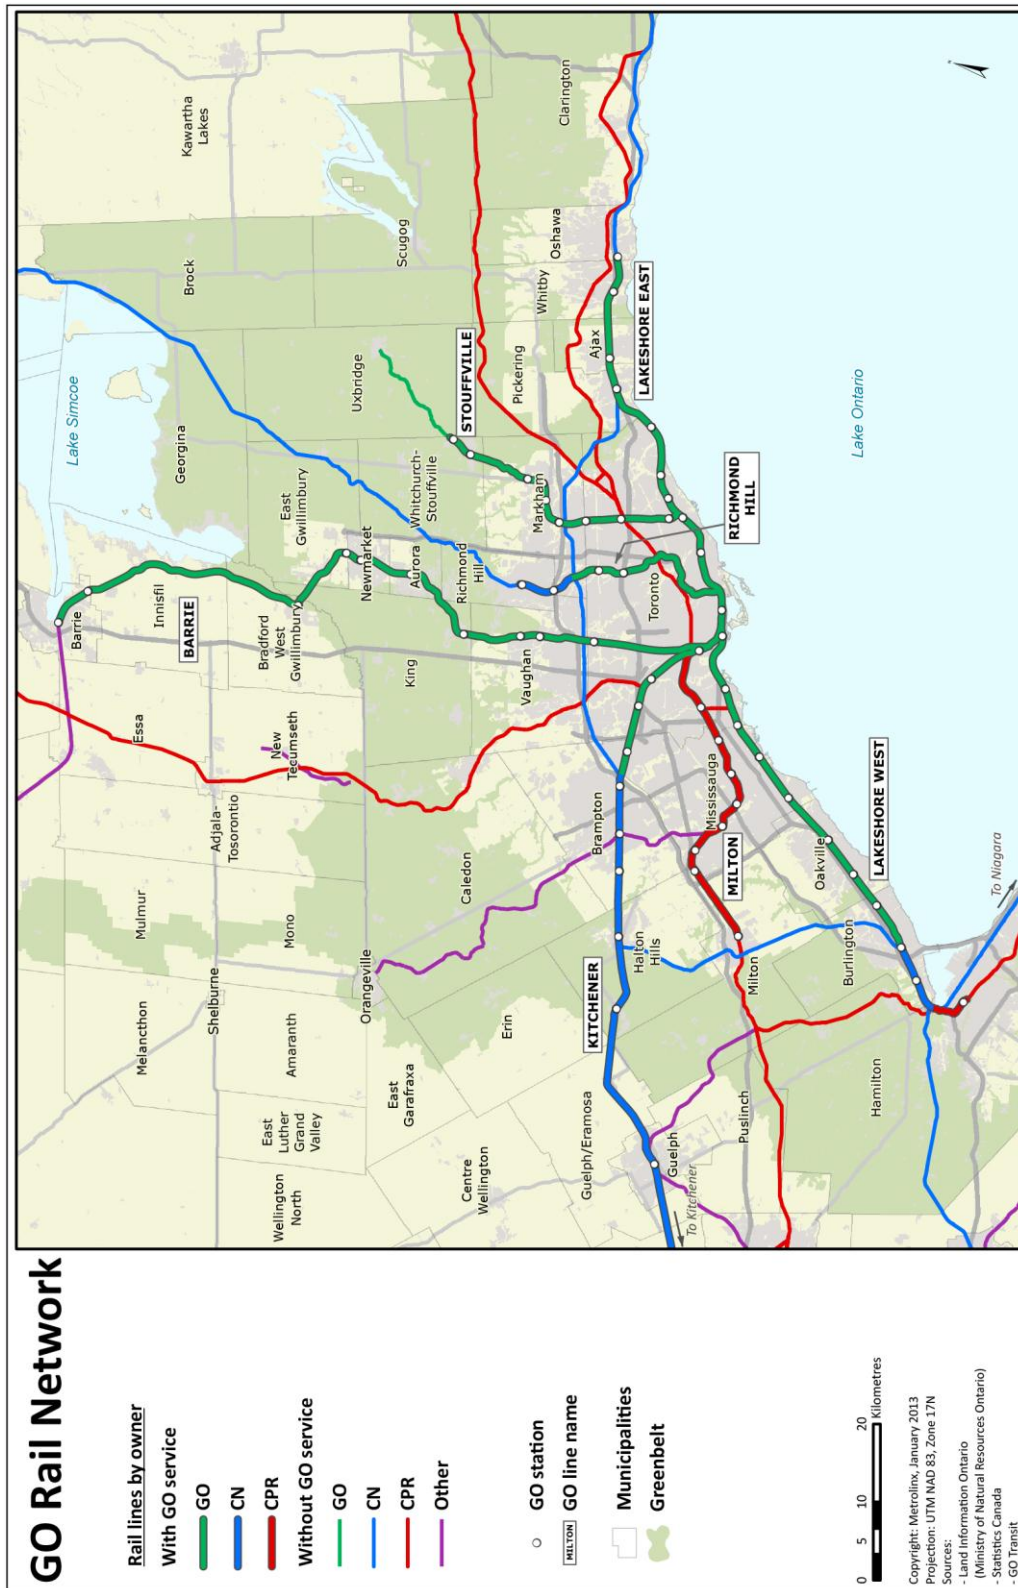 GO Rail Network
Rail lines by owner
With GO service
GO
CN
CPR
Without GO service
GO
CN
CPR
Other
GO station
MILTON
GO line name
Municipalities
Greenbelt
0 5 10 20
Kilometres
Copyright: Metrolinx, January 2013
Projection: UTM NAD 83, Zone 17N
Sources:
- Land Information Ontario
(Ministry of Natural Resources Ontario)
- Statistics Canada
- GO Transit
Wellington
North
East
Luther
Grand
Valley
Melancthon
Amaranth
Shelburne
Mulmur
Mono
Orangeville
East
Garafraxa
Centre
Wellington
Erin
Guelph/Eramosa
Guelph
To Kitchener
Puslinch
KITCHENER
Halton
Hills
Milton
Hamilton
Burlington
Caledon
Brampton
MILTON
Mississauga
Oakville
LAKESHORE WEST
To Niagara
Adjala-
Tosorontio
Essa
New
Tecumseth
BARRIE
Barrie
Innisfil
Bradford
West
Gwillimbury
King
Vaughan
Newmarket
Aurora
Richmond
Hill
East
Gwillimbury
Whitchurch-
Stouffville
Markham
Toronto
RICHMOND
HILL
Lake Simcoe
Georgina
Uxbridge
STOUFFVILLE
Brock
Scugog
Kawartha
Lakes
Pickering
Ajax
Whitby
Oshawa
Clarington
LAKESHORE EAST
Lake Ontario